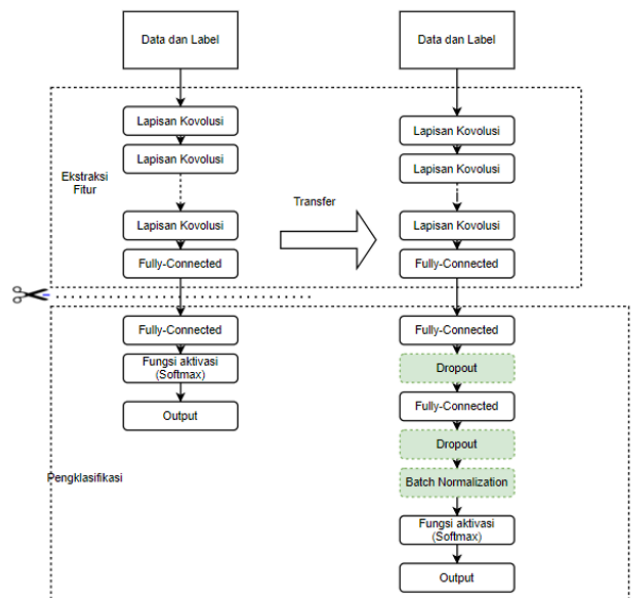 Data dan Label
Lapisan Kovolusi
Lapisan Kovolusi
Ekstraksi
Fitur
Lapisan Kovolusi
Fully-Connected
Transfer
Data dan Label
Lapisan Kovolusi
Lapisan Kovolusi
Lapisan Kovolusi
Fully-Connected
Fully-Connected
Fungsi aktivasi
(Softmax)
Output
Pengklasifikasi
Fully-Connected
Dropout
Fully-Connected
Dropout
Batch Normalization
Fungsi aktivasi
(Softmax)
Output